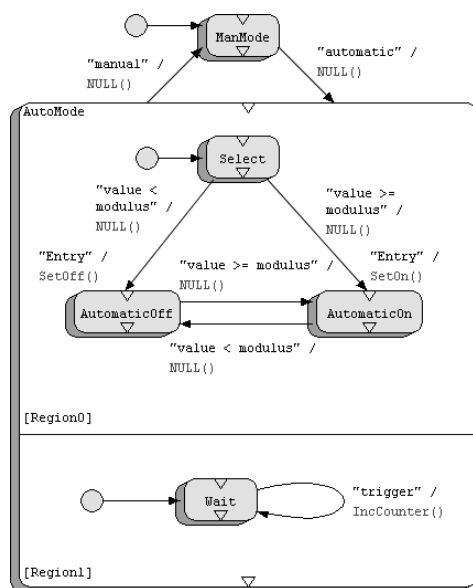 ManMode
"manual" /
NULL()
"automatic" /
NULL()
AutoMode
Select
"value <
modulus" /
NULL()
"value >=
modulus" /
NULL()
"Entry" /
SetOff()
"Entry" /
SetOn()
"value >= modulus" /
NULL()
AutomaticOff
AutomaticOn
"value < modulus" /
NULL()
[Region0]
"trigger" /
IncCounter()
Wait
[Region1]